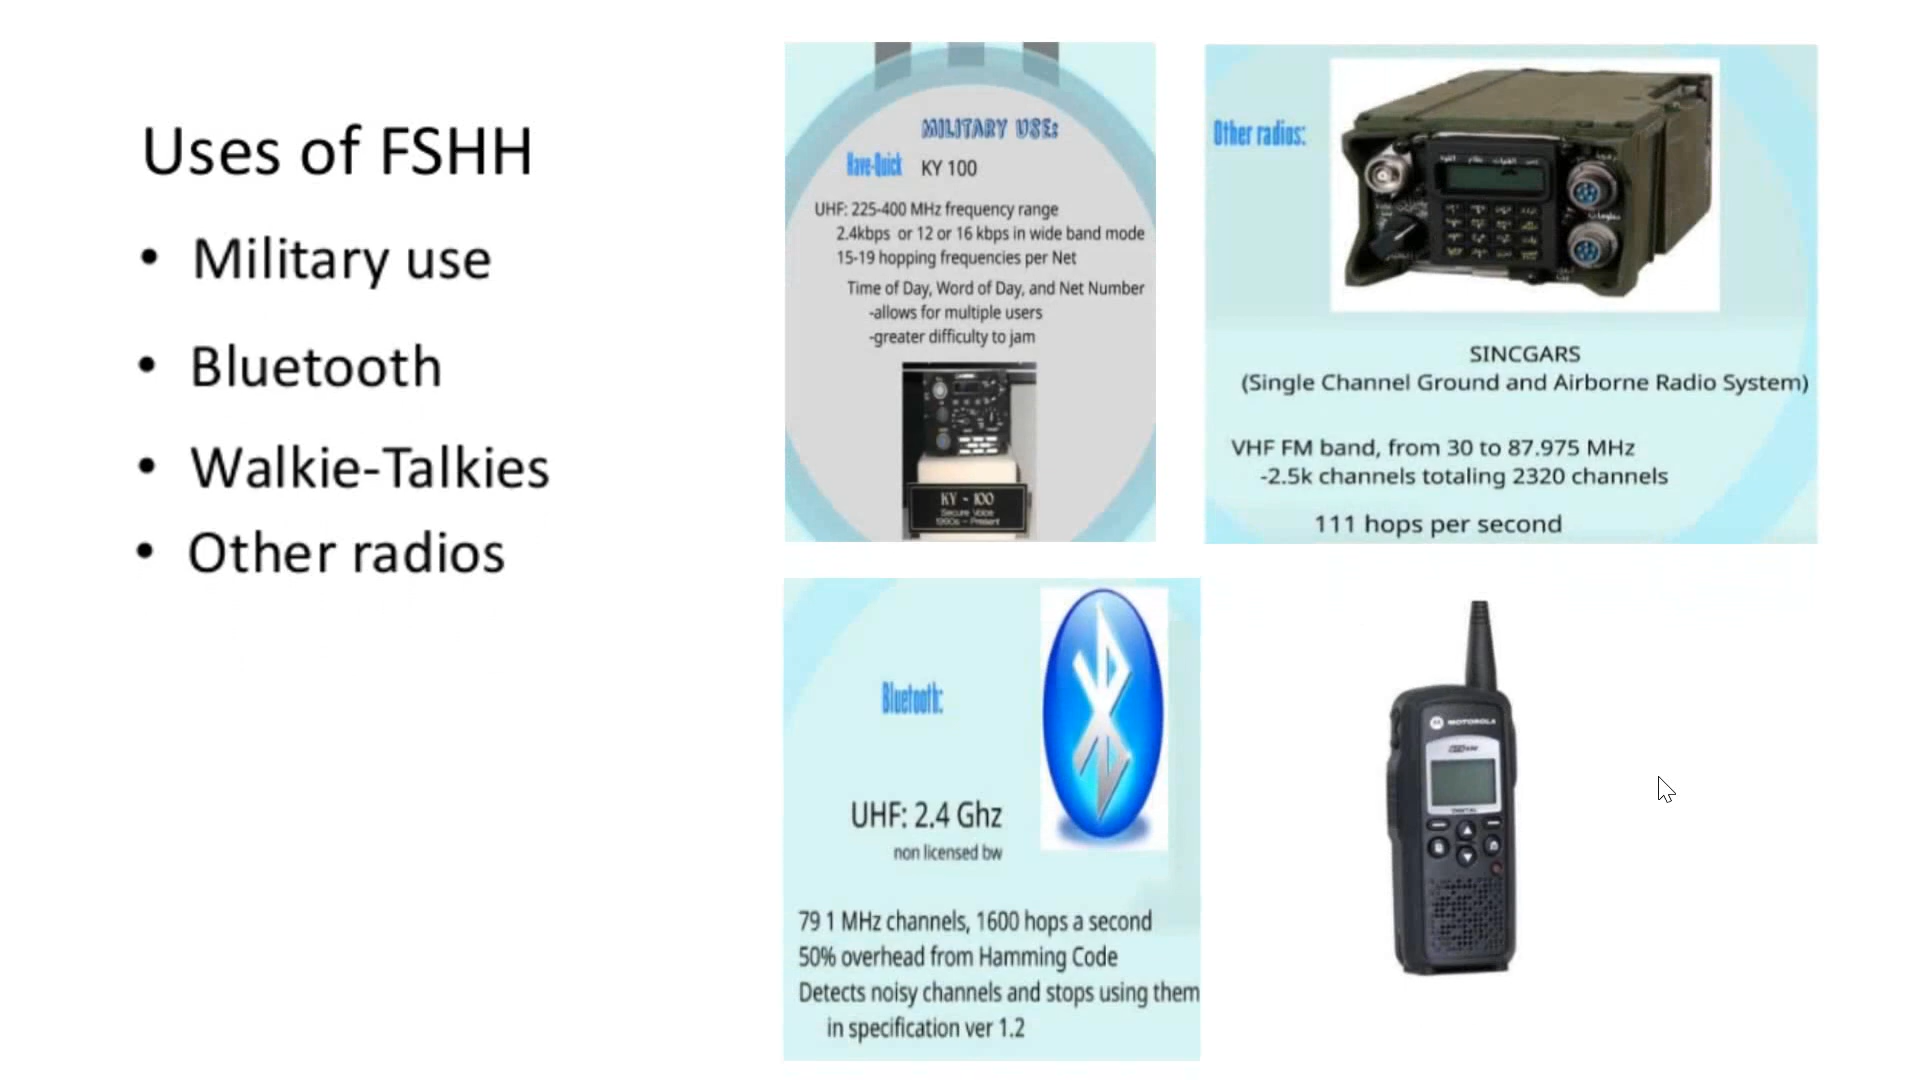 Uses of FSHH
• Military use
• Bluetooth
• Walkie-Talkies
• Other radios
MILITARY USE:
Have-Quick KY 100
UHF: 225-400 MHz frequency range
2.4kbps or 12 or 16 kbps in wide band mode
15-19 hopping frequencies per Net
Time of Day, Word of Day, and Net Number
-allows for multiple users
-greater difficulty to jam
KY - 100
Secure Voice
1990s - Present
Other radios:
SINCGARS
(Single Channel Ground and Airborne Radio System)
VHF FM band, from 30 to 87.975 MHz
-2.5k channels totaling 2320 channels
111 hops per second
Bluetooth:
UHF: 2.4 Ghz
non licensed bw
79 1 MHz channels, 1600 hops a second
50% overhead from Hamming Code
Detects noisy channels and stops using them
in specification ver 1.2
MOTOROLA
DIGITAL